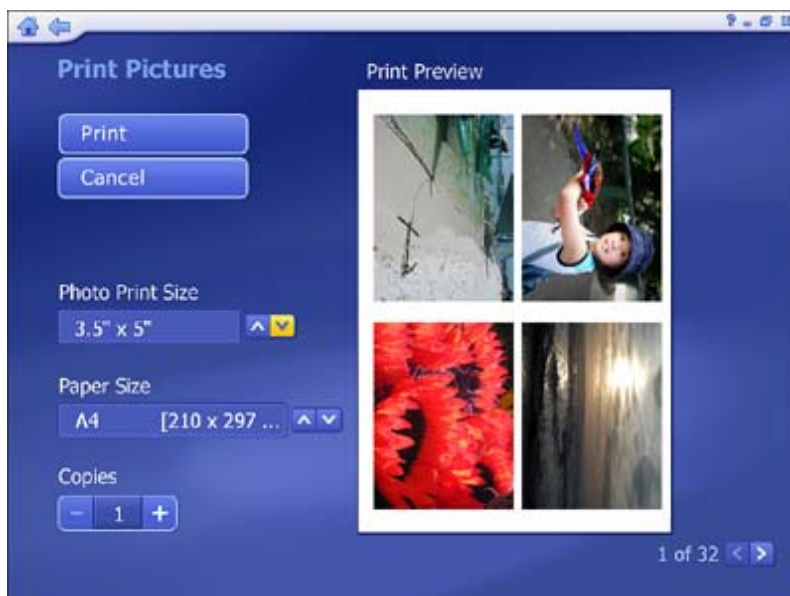 Print Pictures
Print Preview
Print
Cancel
Photo Print Size
3.5" x 5"
Paper Size
A4 [210 x 297 ...
Copies
- 1 +
1 of 32 < >